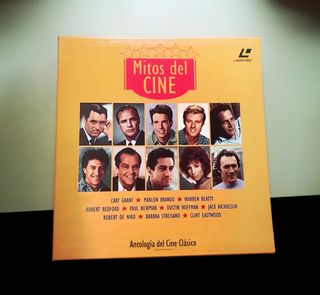 Mitos del
CINE
LASERDISC
CARY GRANT ★ MARLON BRANDO ★ WARREN BEATTY
ROBERT REDFORD ★ PAUL NEWMAN ★ DUSTIN HOFFMAN ★ JACK NICHOLSON
ROBERT DE NIRO ★ BARBRA STREISAND ★ CLINT EASTWOOD
Antología del Cine Clásico